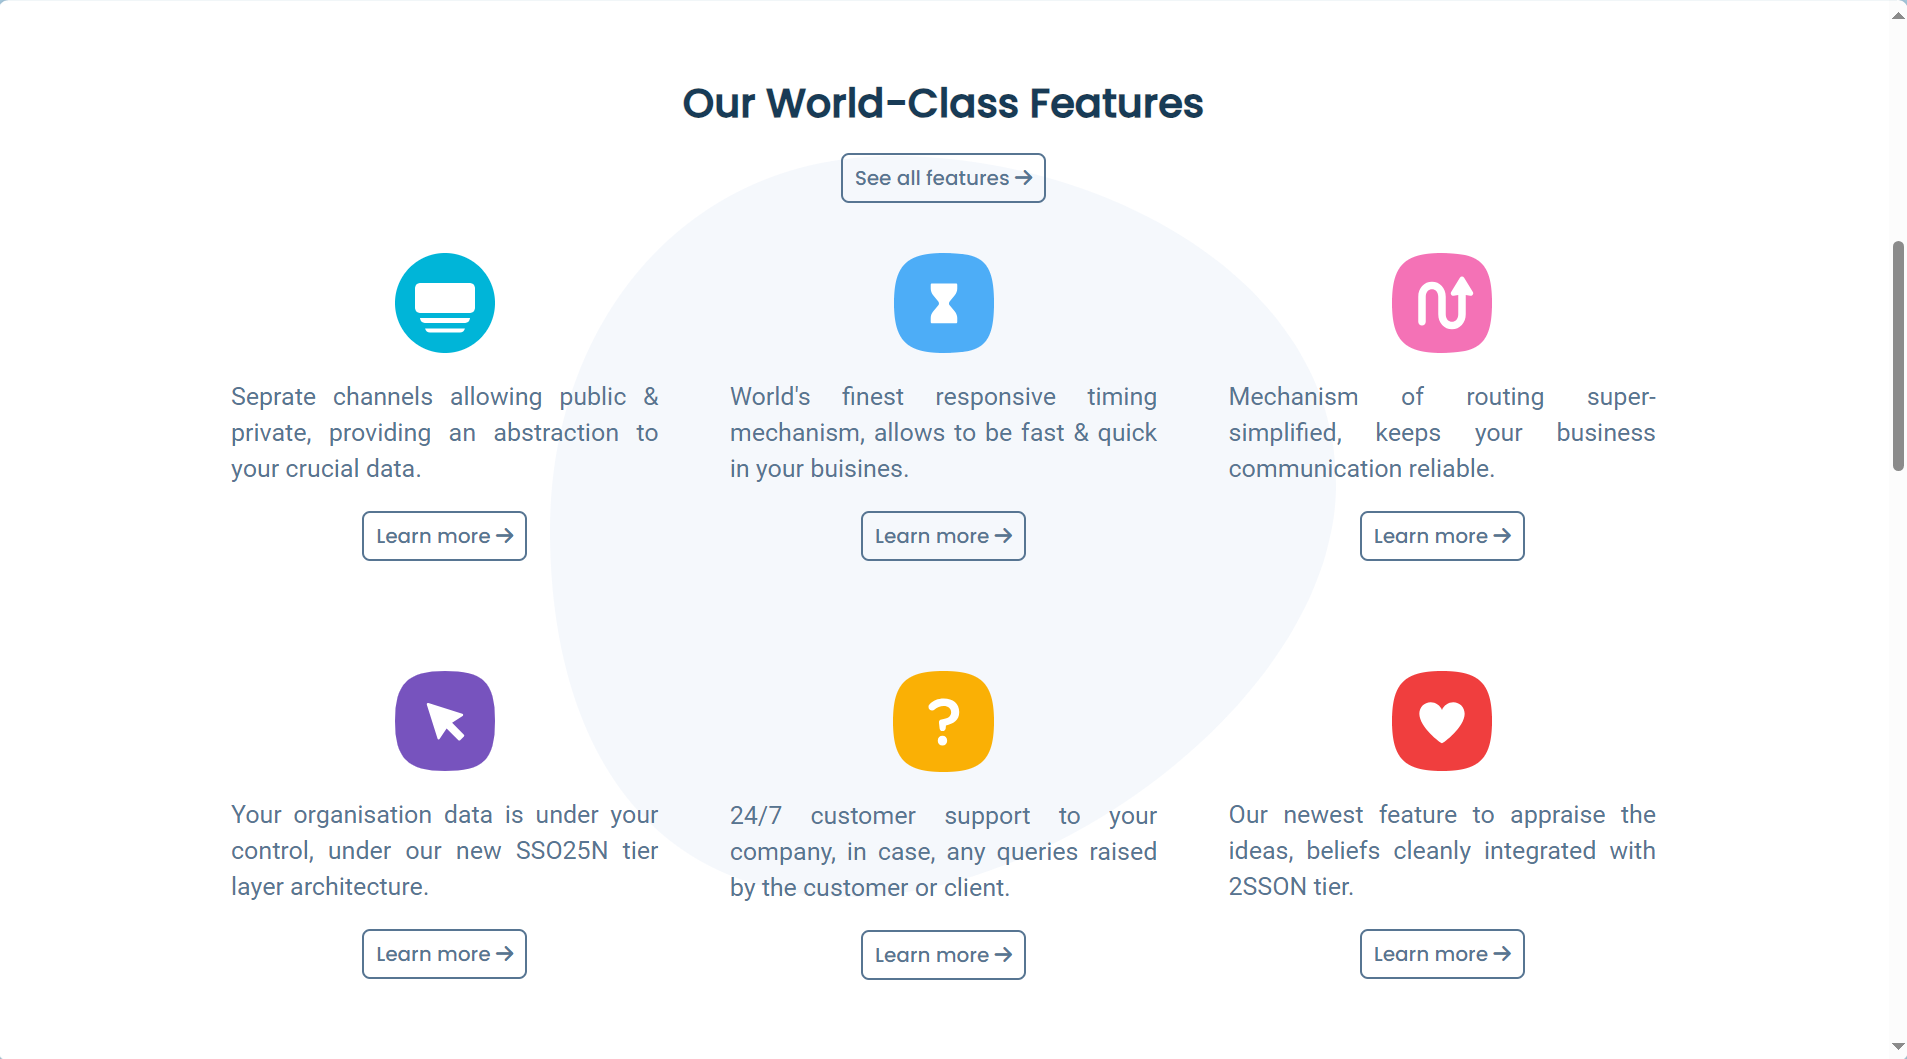 Our World-Class Features
See all features
Seprate channels allowing public &
private, providing an abstraction to
your crucial data.
Learn more
World's finest responsive timing
mechanism, allows to be fast & quick
in your buisines.
Learn more
Mechanism of routing super-
simplified, keeps your business
communication reliable.
Learn more
?
Your organisation data is under your
control, under our new SSO25N tier
layer architecture.
Learn more
24/7 customer support to your
company, in case, any queries raised
by the customer or client.
Learn more
Our newest feature to appraise the
ideas, beliefs cleanly integrated with
2SSON tier.
Learn more